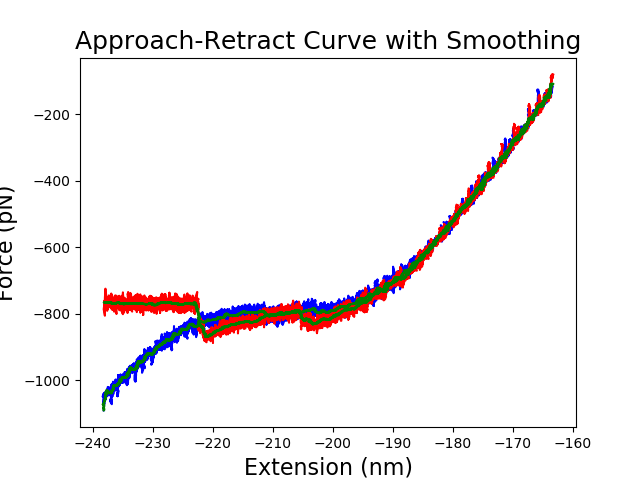 Approach-Retract Curve with Smoothing
Force (pN)
−200
−400
−600
−800
−1000
−240 −230 −220 −210 −200 −190 −180 −170 −160
Extension (nm)